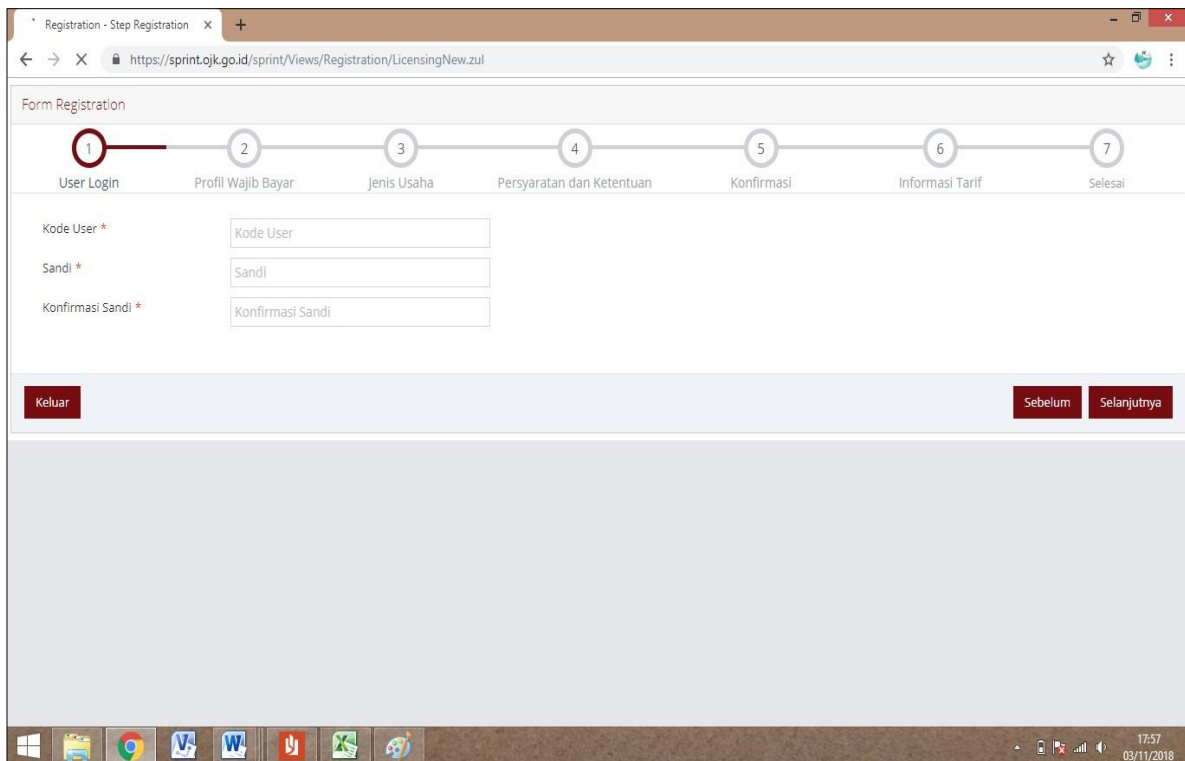 Registration - Step Registration
https://sprint.ojk.go.id/sprint/Views/Registration/LicensingNew.zul
Form Registration
1 2 3 4 5 6 7
User Login Profil Wajib Bayar Jenis Usaha Persyaratan dan Ketentuan Konfirmasi Informasi Tarif Selesai
Kode User * Kode User
Sandi * Sandi
Konfirmasi Sandi * Konfirmasi Sandi
Keluar Sebelum Selanjutnya
17:57
03/11/2018